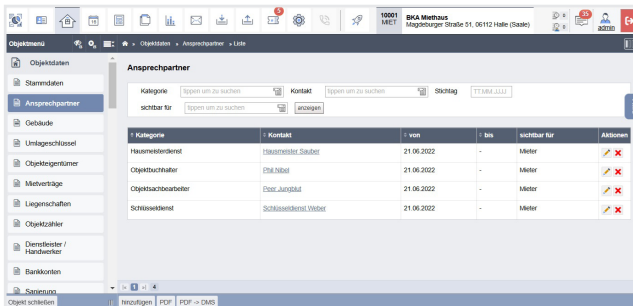 5
10001
MIET
BKA Miethaus
Magdeburger Straße 51, 06112 Halle (Saale)
0
0
35
admin
Objektmenü
» Objektdaten » Ansprechpartner » Liste
Objektdaten
Stammdaten
Ansprechpartner
Gebäude
Umlageschlüssel
Objekteigentümer
Mietverträge
Liegenschaften
Objektzähler
Dienstleister /
Handwerker
Bankkonten
Sanierung
Objekt schließen
Ansprechpartner
Kategorie tippen um zu suchen Kontakt tippen um zu suchen Stichtag TT.MM.JJJJ
sichtbar für tippen um zu suchen anzeigen
Kategorie Kontakt von bis sichtbar für Aktionen
Hausmeisterdienst Hausmeister Sauber 21.06.2022 - Mieter
Objektbuchhalter Phil Nibel 21.06.2022 - Mieter
Objektsachbearbeiter Peer Jungblut 21.06.2022 - Mieter
Schlüsseldienst Schlüsseldienst Weber 21.06.2022 - Mieter
1 4
hinzufügen PDF PDF -> DMS